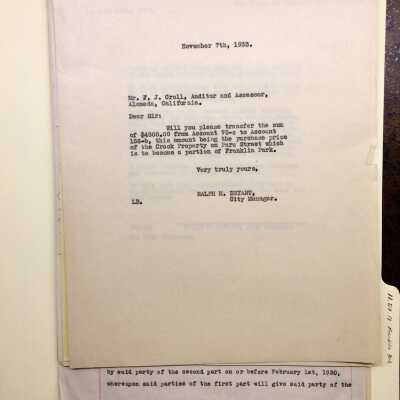 November 7th, 1933.
Mr. F. J. Croll, Auditor and Assessor,
Alameda, California.
Dear Sir:
Will you please transfer the sum
of $4000.00 from Account 70-c to Account
108-b, this amount being the purchase price
of the Crook Property on Paru Street which
is to become a portion of Franklin Park.
Very truly yours,
RALPH M. BRYANT,
City Manager.
LB.
by said party of the second part on or before February 1st, 1930,
whereupon said parties of the first part will give said party of the